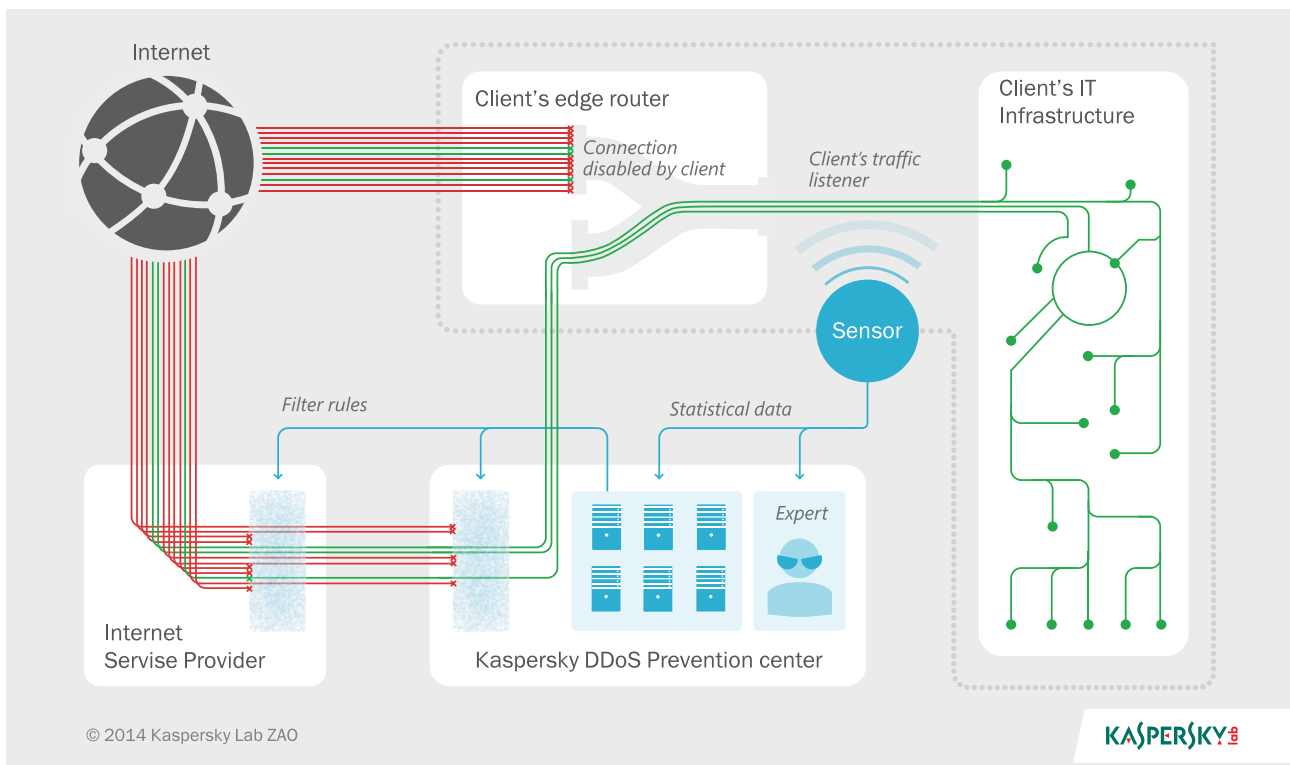 Internet
Client's edge router
Connection
disabled by client
Client's traffic
listener
Client's IT
Infrastructure
Sensor
Filter rules
Statistical data
Expert
Internet
Servise Provider
Kaspersky DDoS Prevention center
© 2014 Kaspersky Lab ZAO
KASPERSKY lab